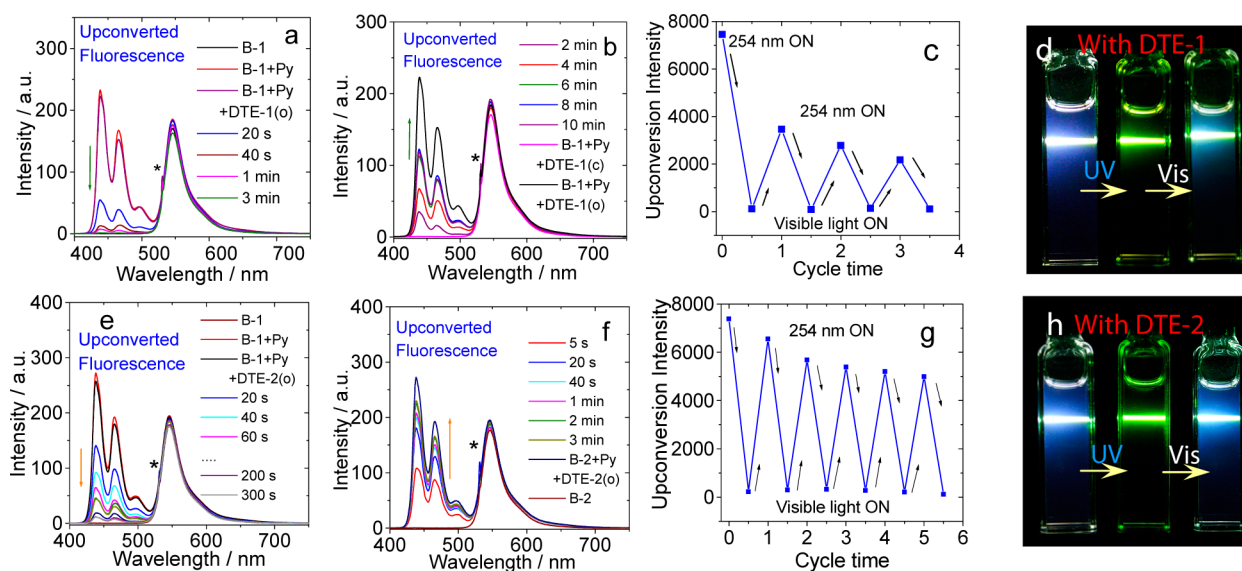 a
Upconverted
Fluorescence
B-1
B-1+Py
B-1+Py
+DTE-1(o)
20 s
40 s
1 min
3 min
*
Intensity / a.u.
0
100
200
300
400 500 600 700
Wavelength / nm
b
Upconverted
Fluorescence
2 min
4 min
6 min
8 min
10 min
B-1+Py
+DTE-1(c)
B-1+Py
+DTE-1(o)
*
Intensity / a.u.
0
100
200
300
400 500 600 700
Wavelength / nm
c
254 nm ON
254 nm ON
Visible light ON
Upconversion Intensity
0
2000
4000
6000
8000
0 1 2 3 4
Cycle time
d
With DTE-1
UV
Vis
e
Upconverted
Fluorescence
B-1
B-1+Py
B-1+Py
+DTE-2(o)
20 s
40 s
60 s
....
200 s
300 s
*
Intensity / a.u.
0
100
200
300
400
400 500 600 700
Wavelength / nm
f
Upconverted
Fluorescence
5 s
20 s
40 s
1 min
2 min
3 min
B-2+Py
+DTE-2(o)
B-2
*
Intensity / a.u.
0
100
200
300
400
400 500 600 700
Wavelength / nm
g
254 nm ON
Visible light ON
Upconversion Intensity
0
2000
4000
6000
8000
0 1 2 3 4 5 6
Cycle time
h
With DTE-2
UV
Vis